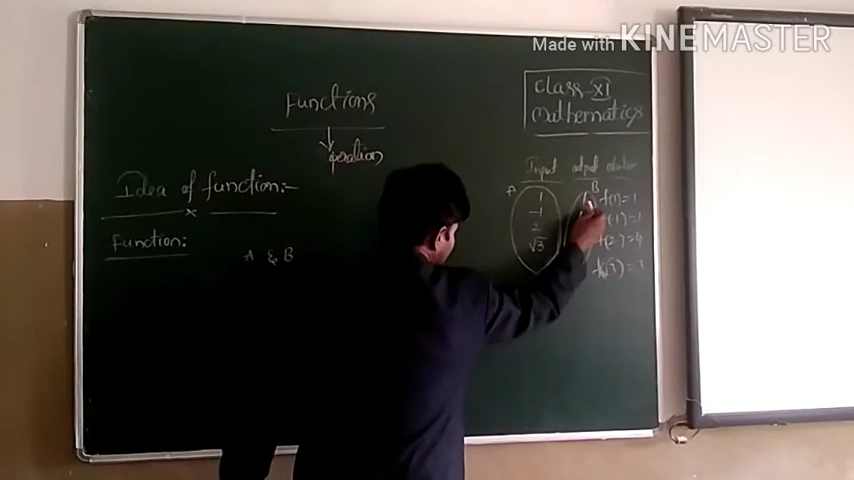 Made with KINEMASTER
Class XI
Mathematics
Functions
operation
Idea of function:-
Function:
A & B
Input output notation
A B
1 f(1)=1
-1 (-1)=1
2 f(2)=4
√3 =3